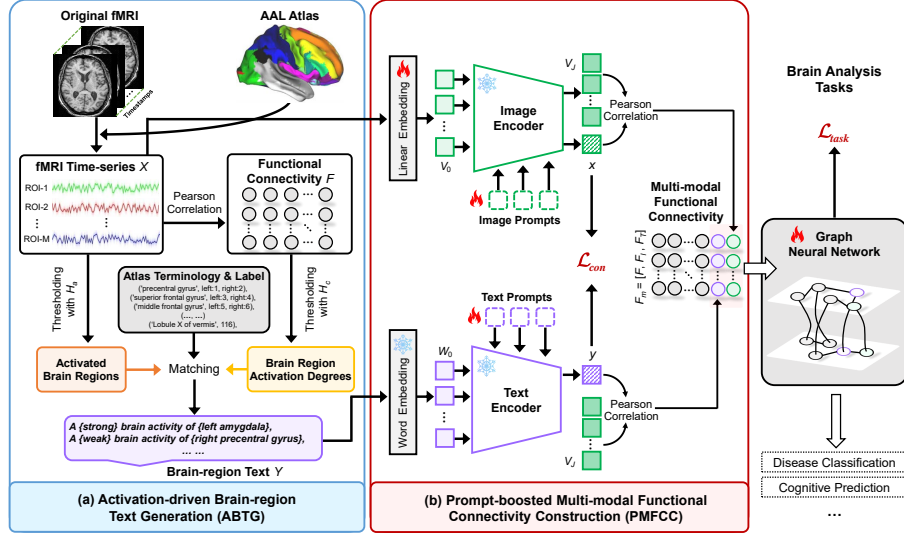 Original fMRI
AAL Atlas
Timestamps
...
fMRI Time-series X
ROI-1
ROI-2
ROI-M
Pearson
Correlation
Functional
Connectivity F
Thresholding
with Ha
Atlas Terminology & Label
('precentral gyrus', left:1, right:2),
('superior frontal gyrus', left:3, right:4),
('middle frontal gyrus', left:5, right:6),
(..., ...)
('Lobule X of vermis', 116),
Thresholding
with Hc
Activated
Brain Regions
Matching
Brain Region
Activation Degrees
A {strong} brain activity of {left amygdala},
A {weak} brain activity of {right precentral gyrus},
... ...
Brain-region Text Y
(a) Activation-driven Brain-region
Text Generation (ABTG)
Linear Embedding
V0
Image
Encoder
VJ
Pearson
Correlation
x
Image Prompts
Lcon
Multi-modal
Functional
Connectivity
Fm = [F, FI, FT]
Text Prompts
Word Embedding
W0
Text
Encoder
y
Pearson
Correlation
VJ
(b) Prompt-boosted Multi-modal Functional
Connectivity Construction (PMFCC)
Brain Analysis
Tasks
Ltask
Graph
Neural Network
Disease Classification
Cognitive Prediction
...